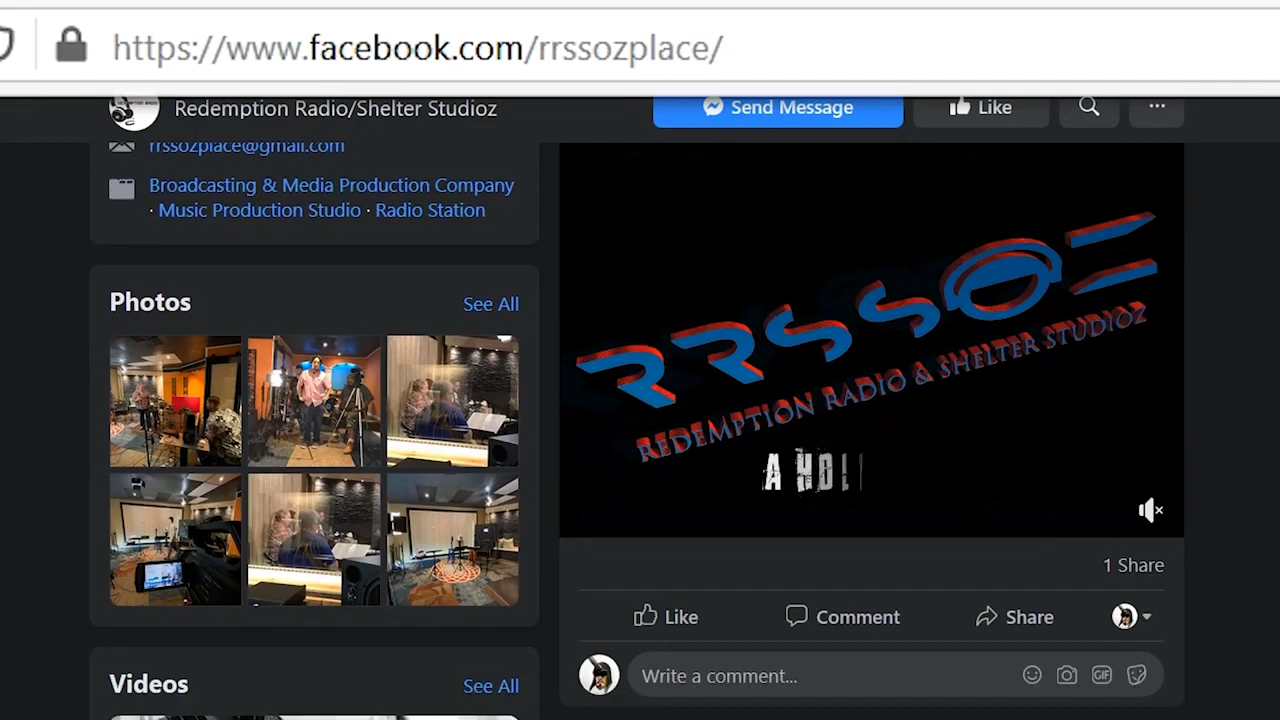 https://www.facebook.com/rrssozplace/
Redemption Radio/Shelter Studioz
Send Message
Like
rrssozplace@gmail.com
Broadcasting & Media Production Company
· Music Production Studio · Radio Station
Photos
See All
RRSSOZ
REDEMPTION RADIO & SHELTER STUDIOZ
A HOL
1 Share
Like
Comment
Share
Write a comment...
GIF
Videos
See All